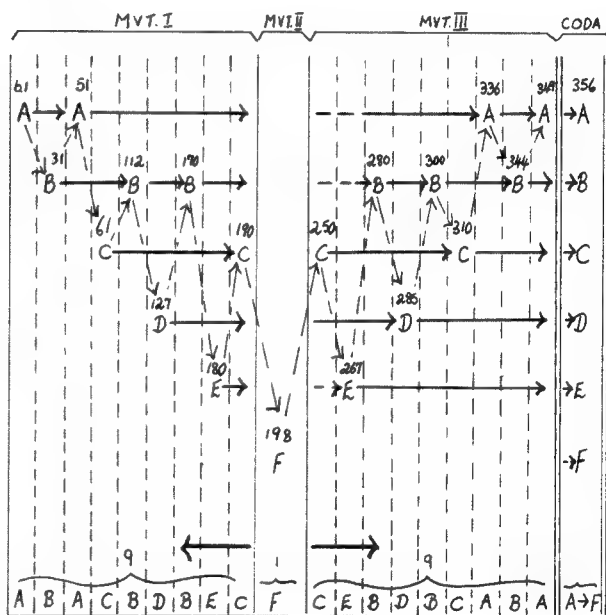 MVT. I MVT. II MVT. III CODA
b.1 51 336 349 356
A A A A A
31 112 170 280 300 344
B B B B B B B
61 190 250 310
C C C C C
127 285
D D D
180 267
E E E
198
F F
9 1 9
A B A C B D B E C F C E B D B C A B A A→F